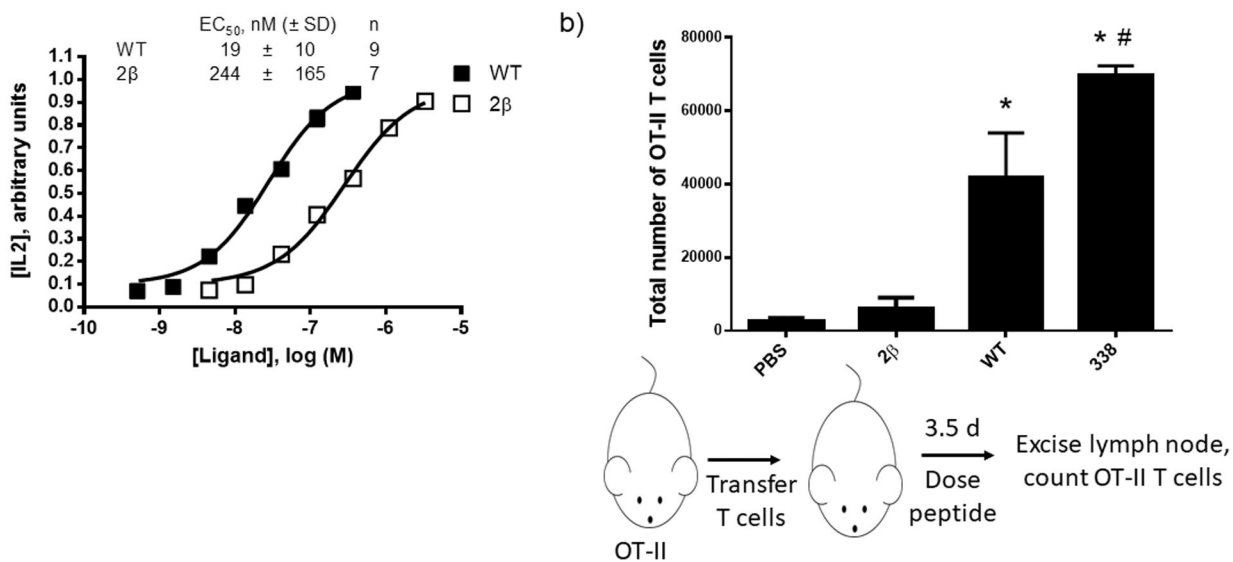 EC50, nM (± SD) n
WT 19 ± 10 9
2β 244 ± 165 7
1.1
1.0
0.9
0.8
0.7
0.6
0.5
0.4
0.3
0.2
0.1
0.0
[IL2], arbitrary units
-10 -9 -8 -7 -6 -5
[Ligand], log (M)
WT
2β
b)
80000
60000
40000
20000
0
Total number of OT-II T cells
*
* #
PBS 2β WT 338
OT-II
Transfer
T cells
3.5 d
Dose
peptide
Excise lymph node,
count OT-II T cells